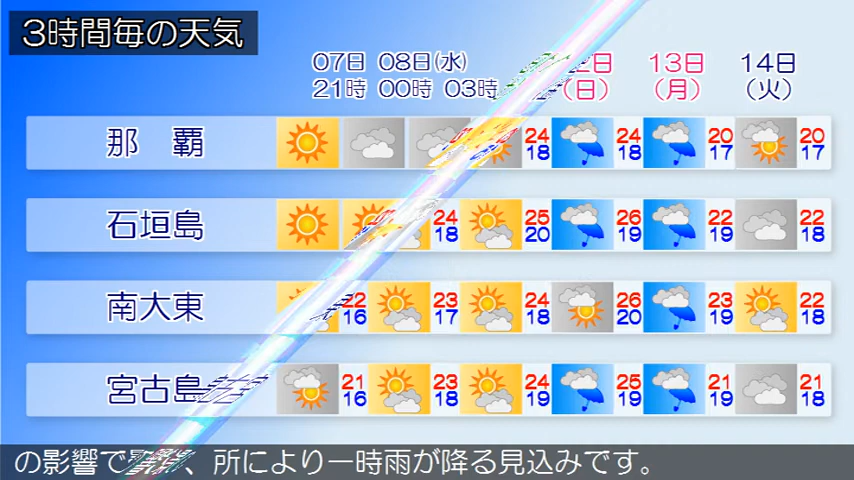 3時間毎の天気
07日 08日(水) 日 13日 14日
21時 00時 03時 (日) (月) (火)
那 覇 24 18 24 18 20 17 20 17
石垣島 24 18 25 20 26 19 22 19 22 18
南大東 22 16 23 17 24 18 26 20 23 19 22 18
宮古島 21 16 23 18 24 19 25 19 21 19 21 18
の影響で 、所により一時雨が降る見込みです。